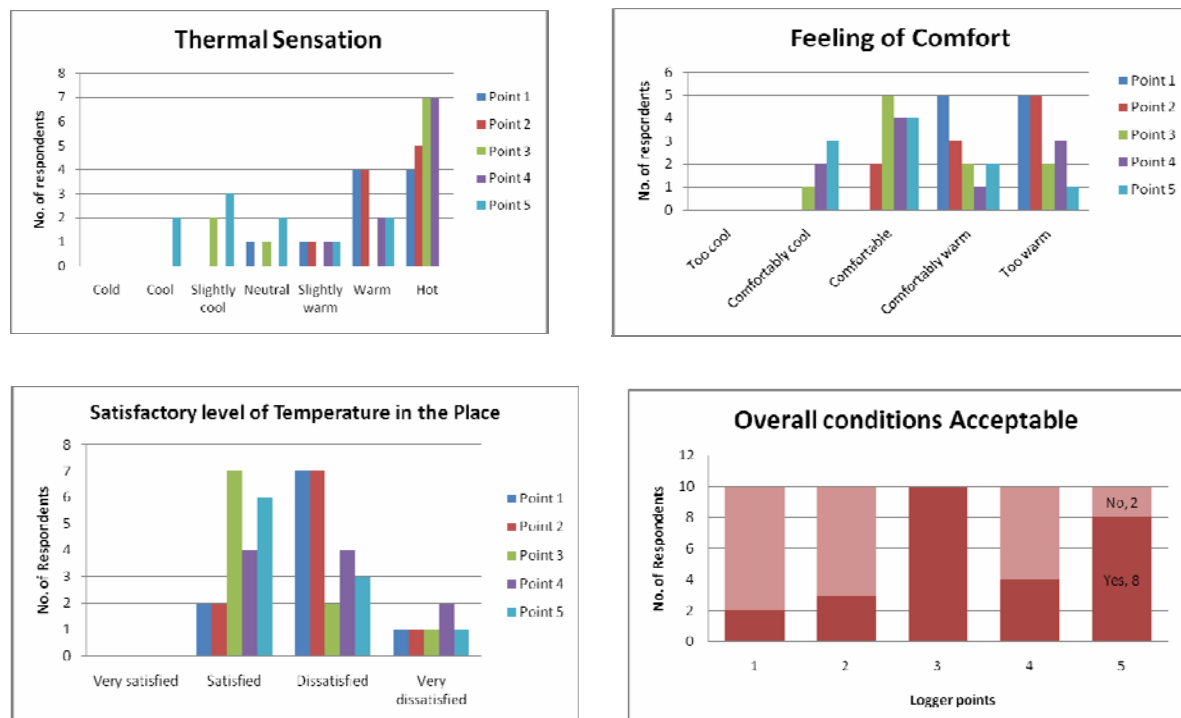 Thermal Sensation
No. of respondents
8
7
6
5
4
3
2
1
0
Cold
Cool
Slightly cool
Neutral
Slightly warm
Warm
Hot
Point 1
Point 2
Point 3
Point 4
Point 5
Feeling of Comfort
No. of respondents
6
5
4
3
2
1
0
Too cool
Comfortably cool
Comfortable
Comfortably warm
Too warm
Point 1
Point 2
Point 3
Point 4
Point 5
Satisfactory level of Temperature in the Place
No. of Respondents
8
7
6
5
4
3
2
1
0
Very satisfied
Satisfied
Dissatisfied
Very dissatisfied
Point 1
Point 2
Point 3
Point 4
Point 5
Overall conditions Acceptable
No. of Respondents
12
10
8
6
4
2
0
No, 2
Yes, 8
1
2
3
4
5
Logger points